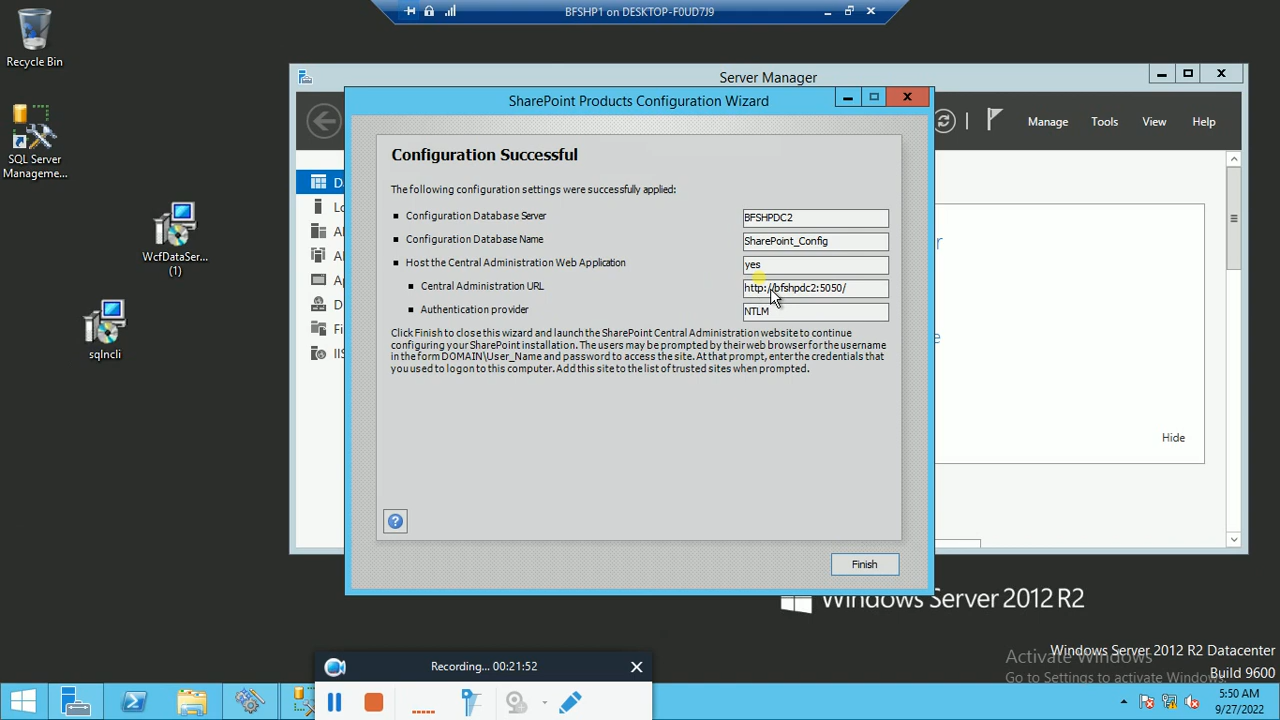 BFSHP1 on DESKTOP-F0UD7J9
Recycle Bin
Server Manager
SharePoint Products Configuration Wizard
Manage
Tools
View
Help
SQL Server
Manageme...
Configuration Successful
The following configuration settings were successfully applied:
Configuration Database Server
BFSHPDC2
Configuration Database Name
SharePoint_Config
Host the Central Administration Web Application
yes
Central Administration URL
http://bfshpdc2:5050/
Authentication provider
NTLM
Click Finish to close this wizard and launch the SharePoint Central Administration website to continue
configuring your SharePoint installation. The users may be prompted by their web browser for the username
in the form DOMAIN\User_Name and password to access the site. At that prompt, enter the credentials that
you used to logon to this computer. Add this site to the list of trusted sites when prompted.
WcfDataSer...
(1)
sqlncli
Hide
Finish
Windows Server 2012 R2
Activate Windows
Go to Settings to activate Windows.
Windows Server 2012 R2 Datacenter
Build 9600
Recording... 00:21:52
5:50 AM
9/27/2022